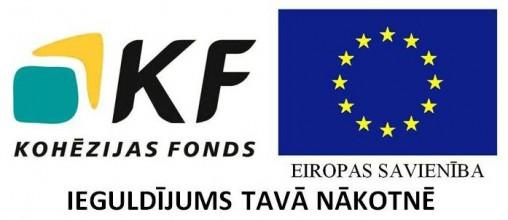 KF
KOHĒZIJAS FONDS
EIROPAS SAVIENĪBA
IEGULDĪJUMS TAVĀ NĀKOTNĒ